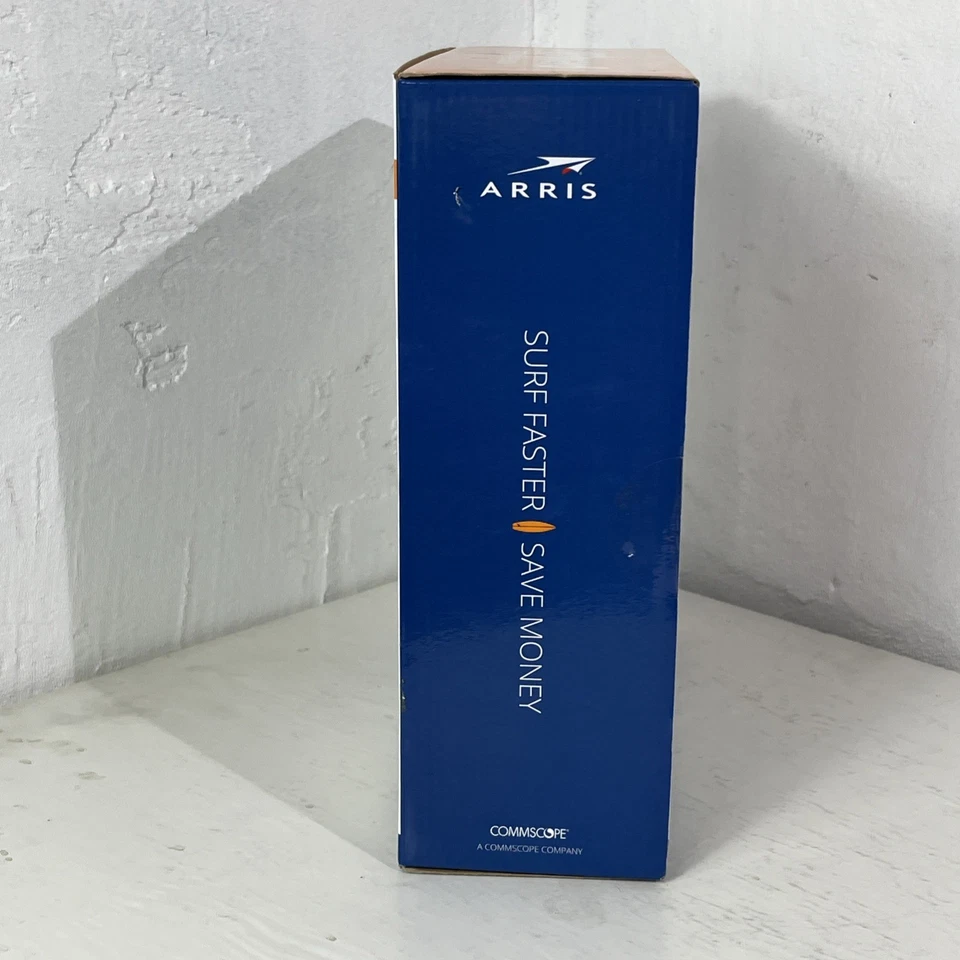 ARRIS
SURF FASTER SAVE MONEY
COMMSCOPE®
A COMMSCOPE COMPANY